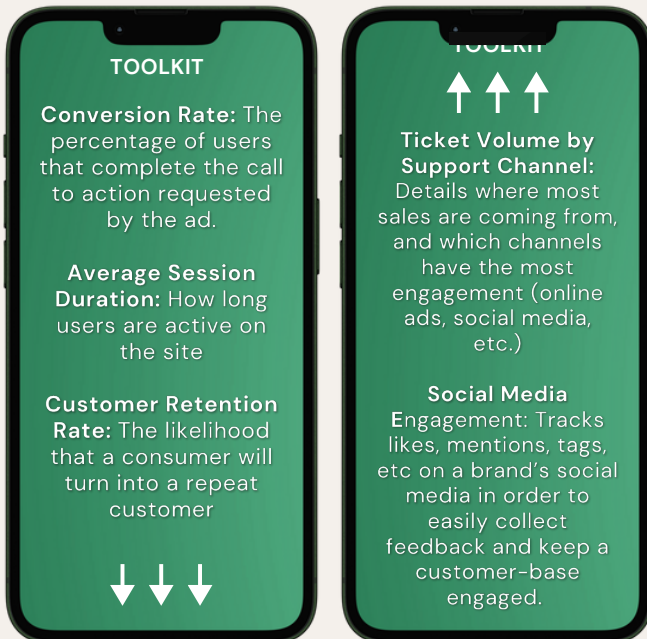 TOOLKIT
Conversion Rate: The
percentage of users
that complete the call
to action requested
by the ad.
Average Session
Duration: How long
users are active on
the site
Customer Retention
Rate: The likelihood
that a consumer will
turn into a repeat
customer
TOOLKIT
Ticket Volume by
Support Channel:
Details where most
sales are coming from,
and which channels
have the most
engagement (online
ads, social media,
etc.)
Social Media
Engagement: Tracks
likes, mentions, tags,
etc on a brand’s social
media in order to
easily collect
feedback and keep a
customer-base
engaged.